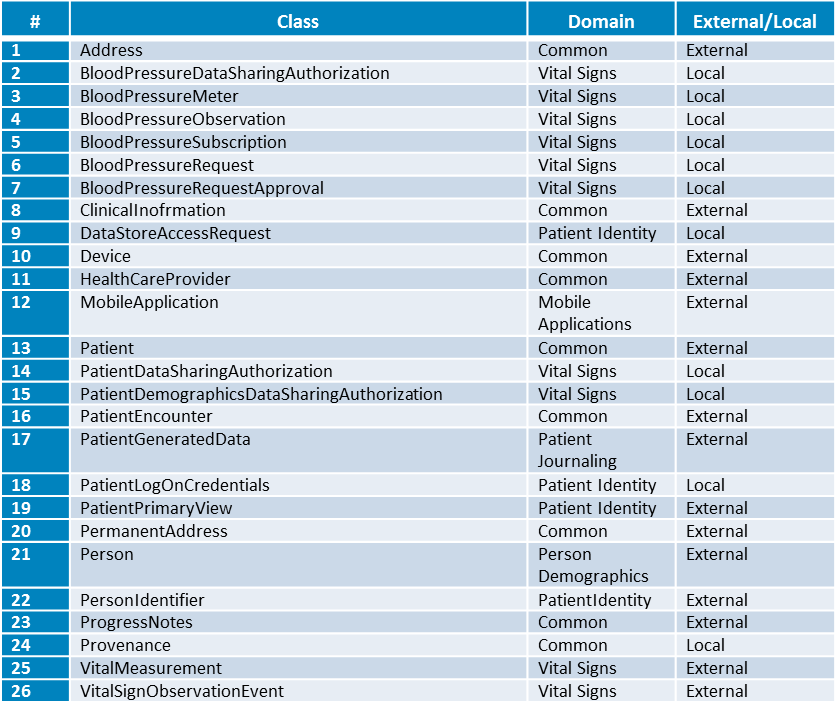 # Class Domain External/Local
1 Address Common External
2 BloodPressureDataSharingAuthorization Vital Signs Local
3 BloodPressureMeter Vital Signs Local
4 BloodPressureObservation Vital Signs Local
5 BloodPressureSubscription Vital Signs Local
6 BloodPressureRequest Vital Signs Local
7 BloodPressureRequestApproval Vital Signs Local
8 ClinicalInofrmation Common External
9 DataStoreAccessRequest Patient Identity Local
10 Device Common External
11 HealthCareProvider Common External
12 MobileApplication Mobile External
Applications
13 Patient Common External
14 PatientDataSharingAuthorization Vital Signs Local
15 PatientDemographicsDataSharingAuthorization Vital Signs Local
16 PatientEncounter Common External
17 PatientGeneratedData Patient External
Journaling
18 PatientLogOnCredentials Patient Identity Local
19 PatientPrimaryView Patient Identity External
20 PermanentAddress Common External
21 Person Person External
Demographics
22 PersonIdentifier PatientIdentity External
23 ProgressNotes Common External
24 Provenance Common Local
25 VitalMeasurement Vital Signs External
26 VitalSignObservationEvent Vital Signs External